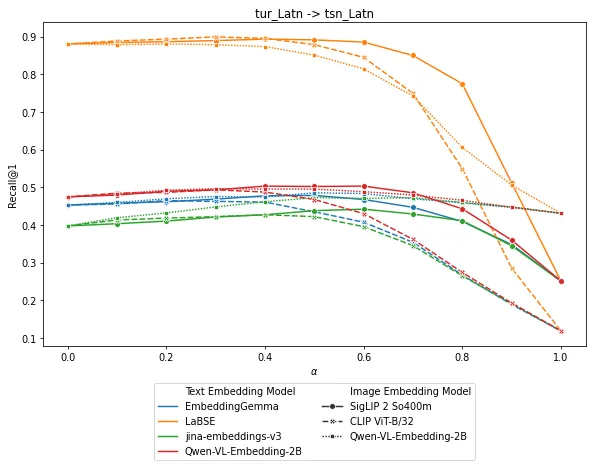 tur_Latn -> tsn_Latn
Recall@1
0.9
0.8
0.7
0.6
0.5
0.4
0.3
0.2
0.1
0.0 0.2 0.4 0.6 0.8 1.0
α
Text Embedding Model Image Embedding Model
EmbeddingGemma SigLIP 2 So400m
LaBSE CLIP ViT-B/32
jina-embeddings-v3 Qwen-VL-Embedding-2B
Qwen-VL-Embedding-2B